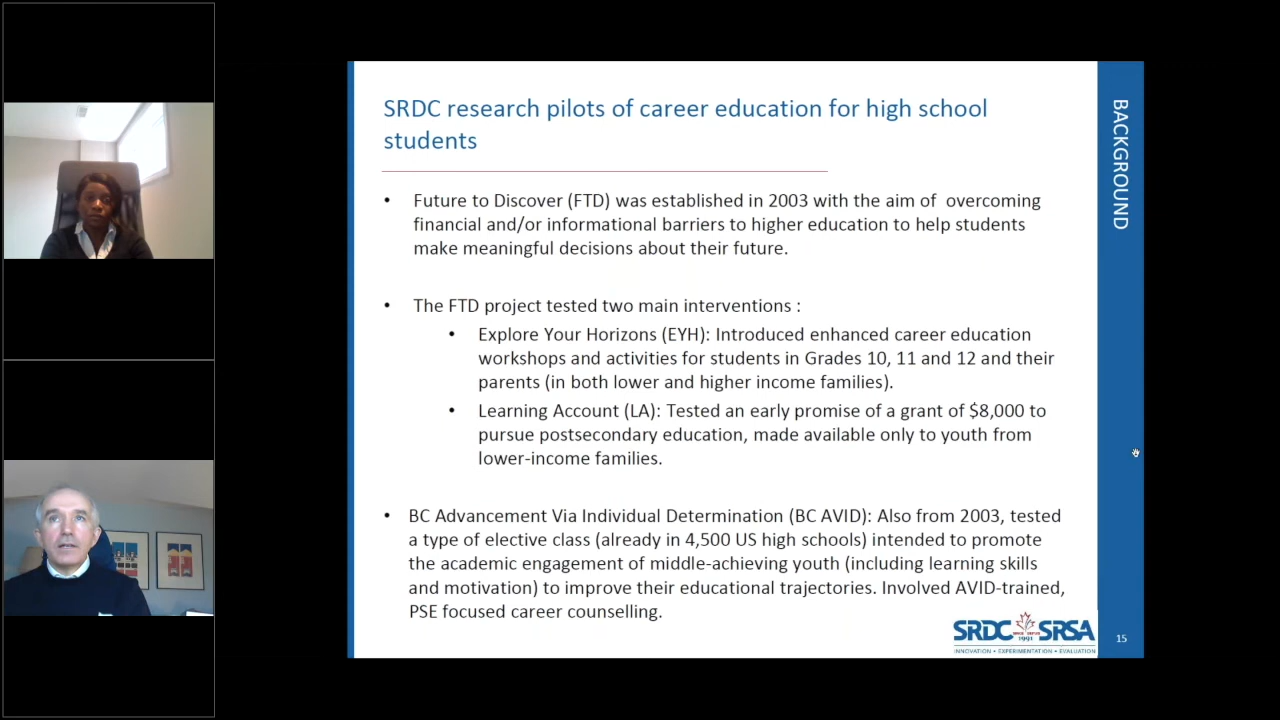 SRDC research pilots of career education for high school
students
BACKGROUND
• Future to Discover (FTD) was established in 2003 with the aim of  overcoming
financial and/or informational barriers to higher education to help students
make meaningful decisions about their future.
• The FTD project tested two main interventions :
• Explore Your Horizons (EYH): Introduced enhanced career education
workshops and activities for students in Grades 10, 11 and 12 and their
parents (in both lower and higher income families).
• Learning Account (LA): Tested an early promise of a grant of $8,000 to
pursue postsecondary education, made available only to youth from
lower-income families.
• BC Advancement Via Individual Determination (BC AVID): Also from 2003, tested
a type of elective class (already in 4,500 US high schools) intended to promote
the academic engagement of middle-achieving youth (including learning skills
and motivation) to improve their educational trajectories. Involved AVID-trained,
PSE focused career counselling.
SRDC SRSA
1991
INNOVATION • EXPERIMENTATION • EVALUATION
15